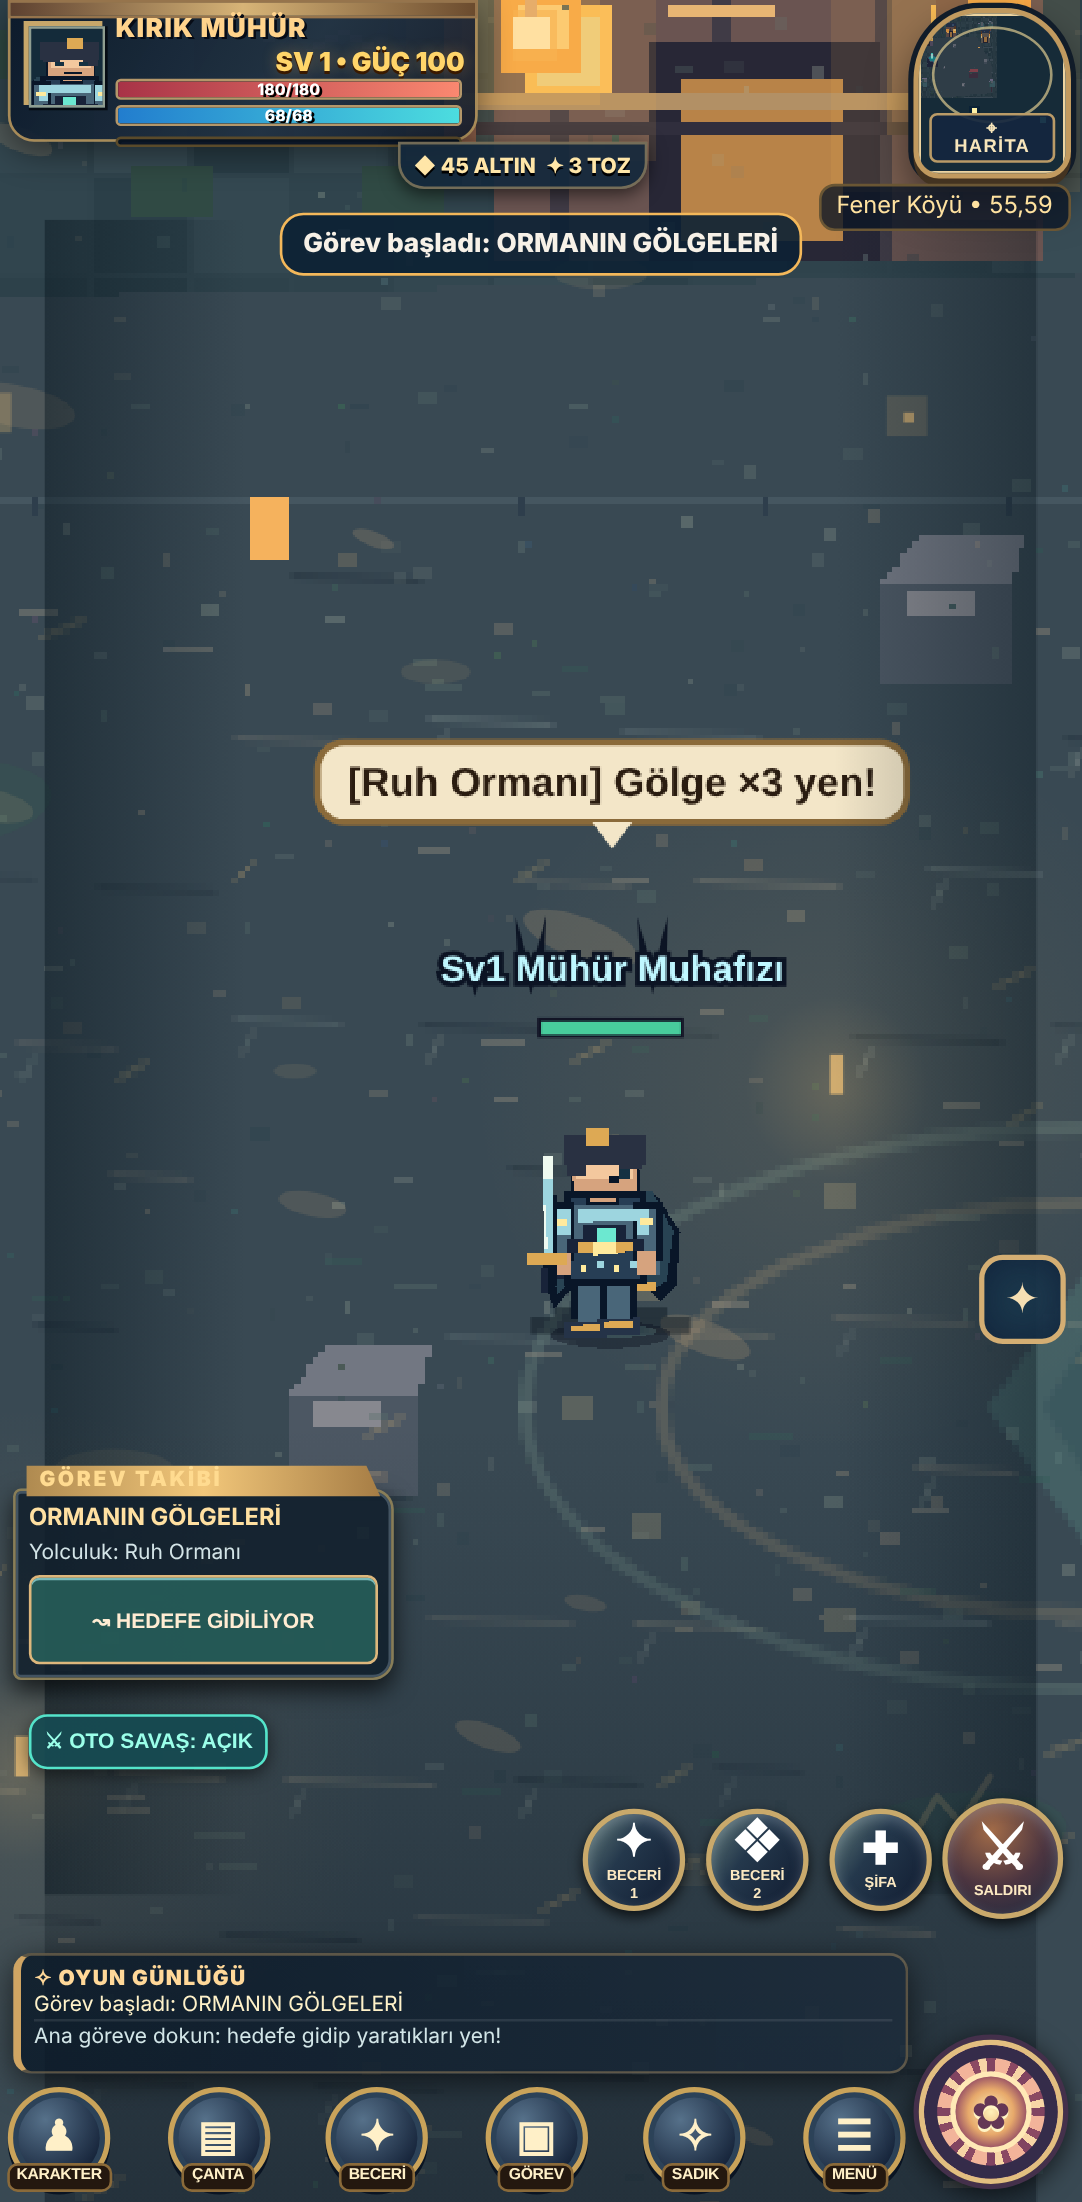 KIRIK MÜHÜR
SV 1 • GÜÇ 100
180/180
68/68
◆ 45 ALTIN ✦ 3 TOZ
HARİTA
Fener Köyü • 55,59
Görev başladı: ORMANIN GÖLGELERİ
[Ruh Ormanı] Gölge ×3 yen!
Sv1 Mühür Muhafızı
GÖREV TAKİBİ
ORMANIN GÖLGELERİ
Yolculuk: Ruh Ormanı
↝ HEDEFE GİDİLİYOR
⚔ OTO SAVAŞ: AÇIK
BECERİ
1
BECERİ
2
ŞİFA
SALDIRI
✧ OYUN GÜNLÜĞÜ
Görev başladı: ORMANIN GÖLGELERİ
Ana göreve dokun: hedefe gidip yaratıkları yen!
KARAKTER
ÇANTA
BECERİ
GÖREV
SADIK
MENÜ